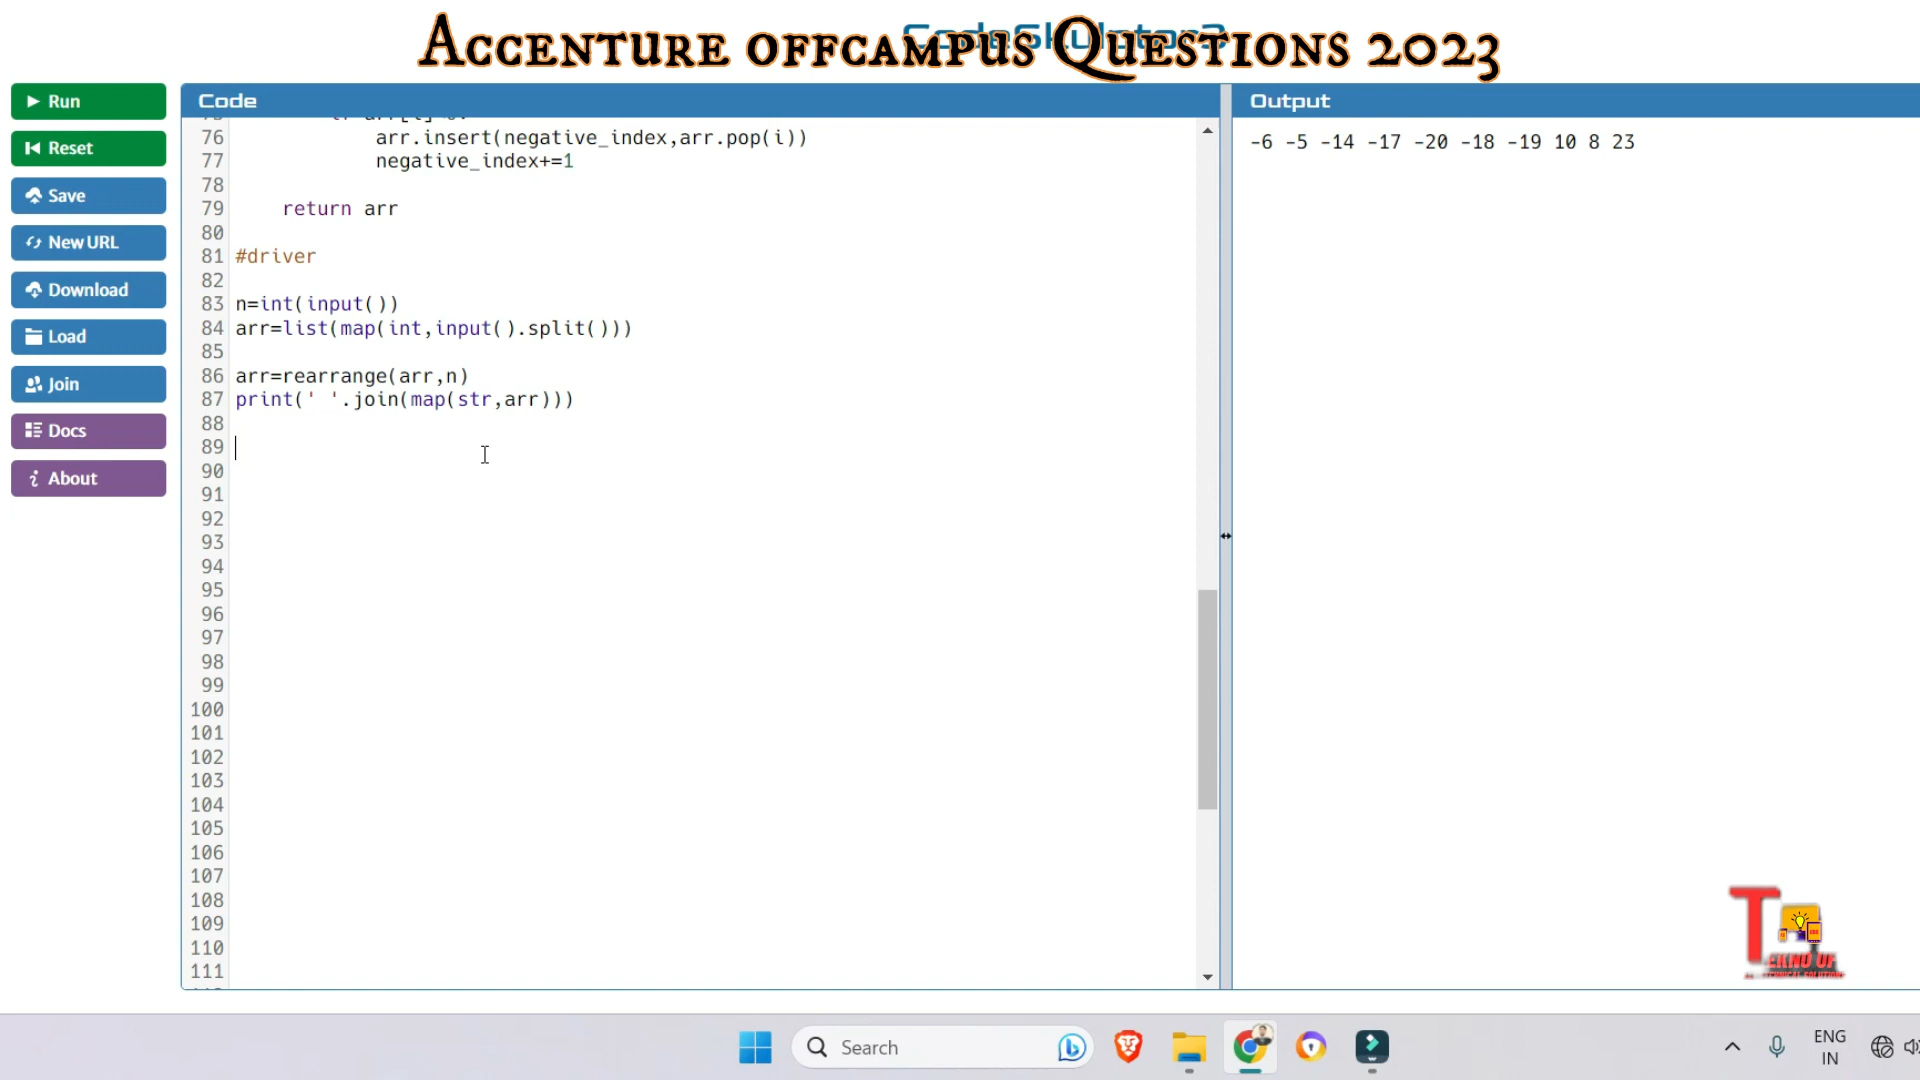 Accenture offcampus Questions 2023
Run
Reset
Save
New URL
Download
Load
Join
Docs
About
Code
76 arr.insert(negative_index,arr.pop(i))
77 negative_index+=1
78
79 return arr
80
81 #driver
82
83 n=int(input())
84 arr=list(map(int,input().split()))
85
86 arr=rearrange(arr,n)
87 print(' '.join(map(str,arr)))
88
89
90
91
92
93
94
95
96
97
98
99
100
101
102
103
104
105
106
107
108
109
110
111
Output
-6 -5 -14 -17 -20 -18 -19 10 8 23
Search
ENG
IN